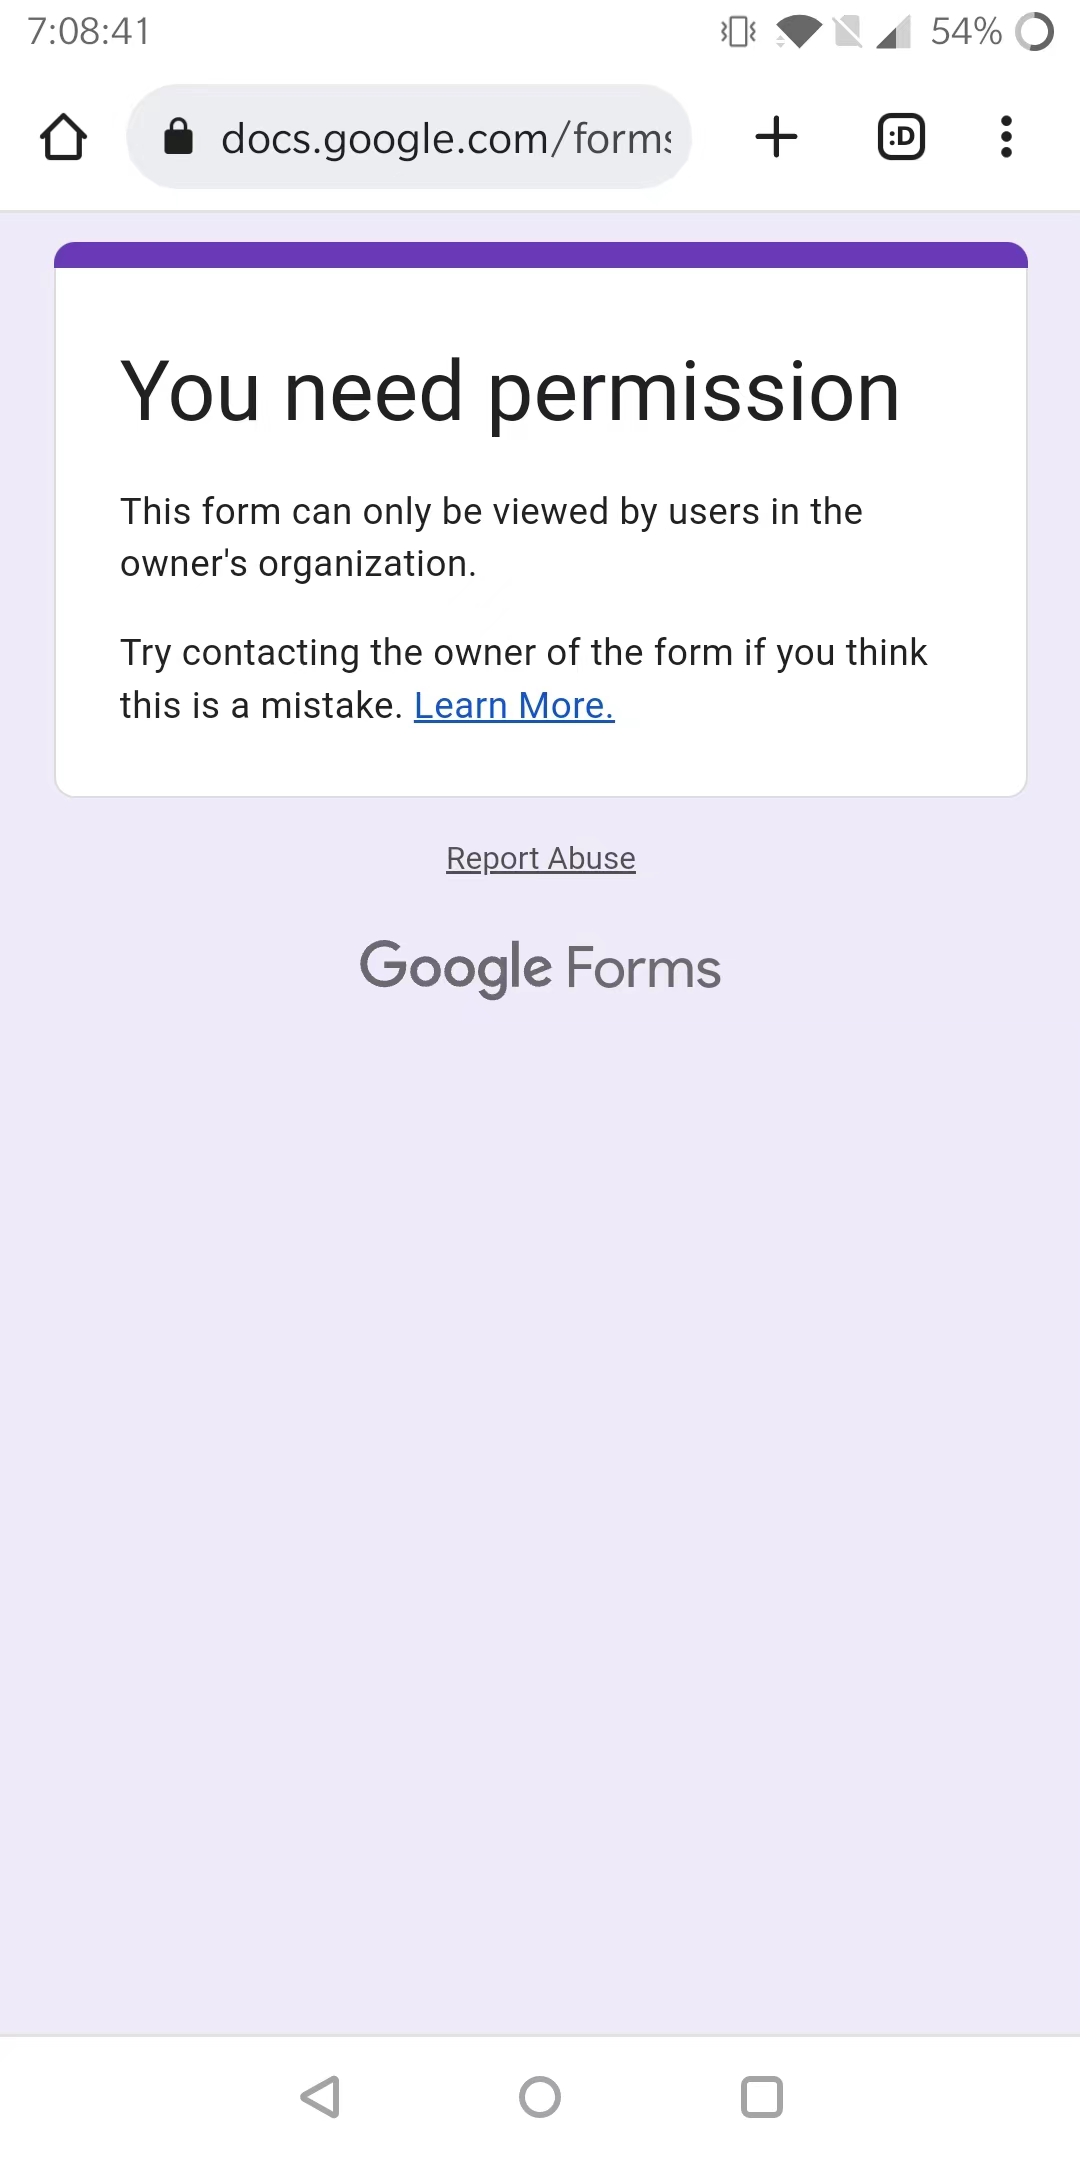 7:08:41
54%
docs.google.com/forms
:D
You need permission
This form can only be viewed by users in the
owner's organization.
Try contacting the owner of the form if you think
this is a mistake. Learn More.
Report Abuse
Google Forms